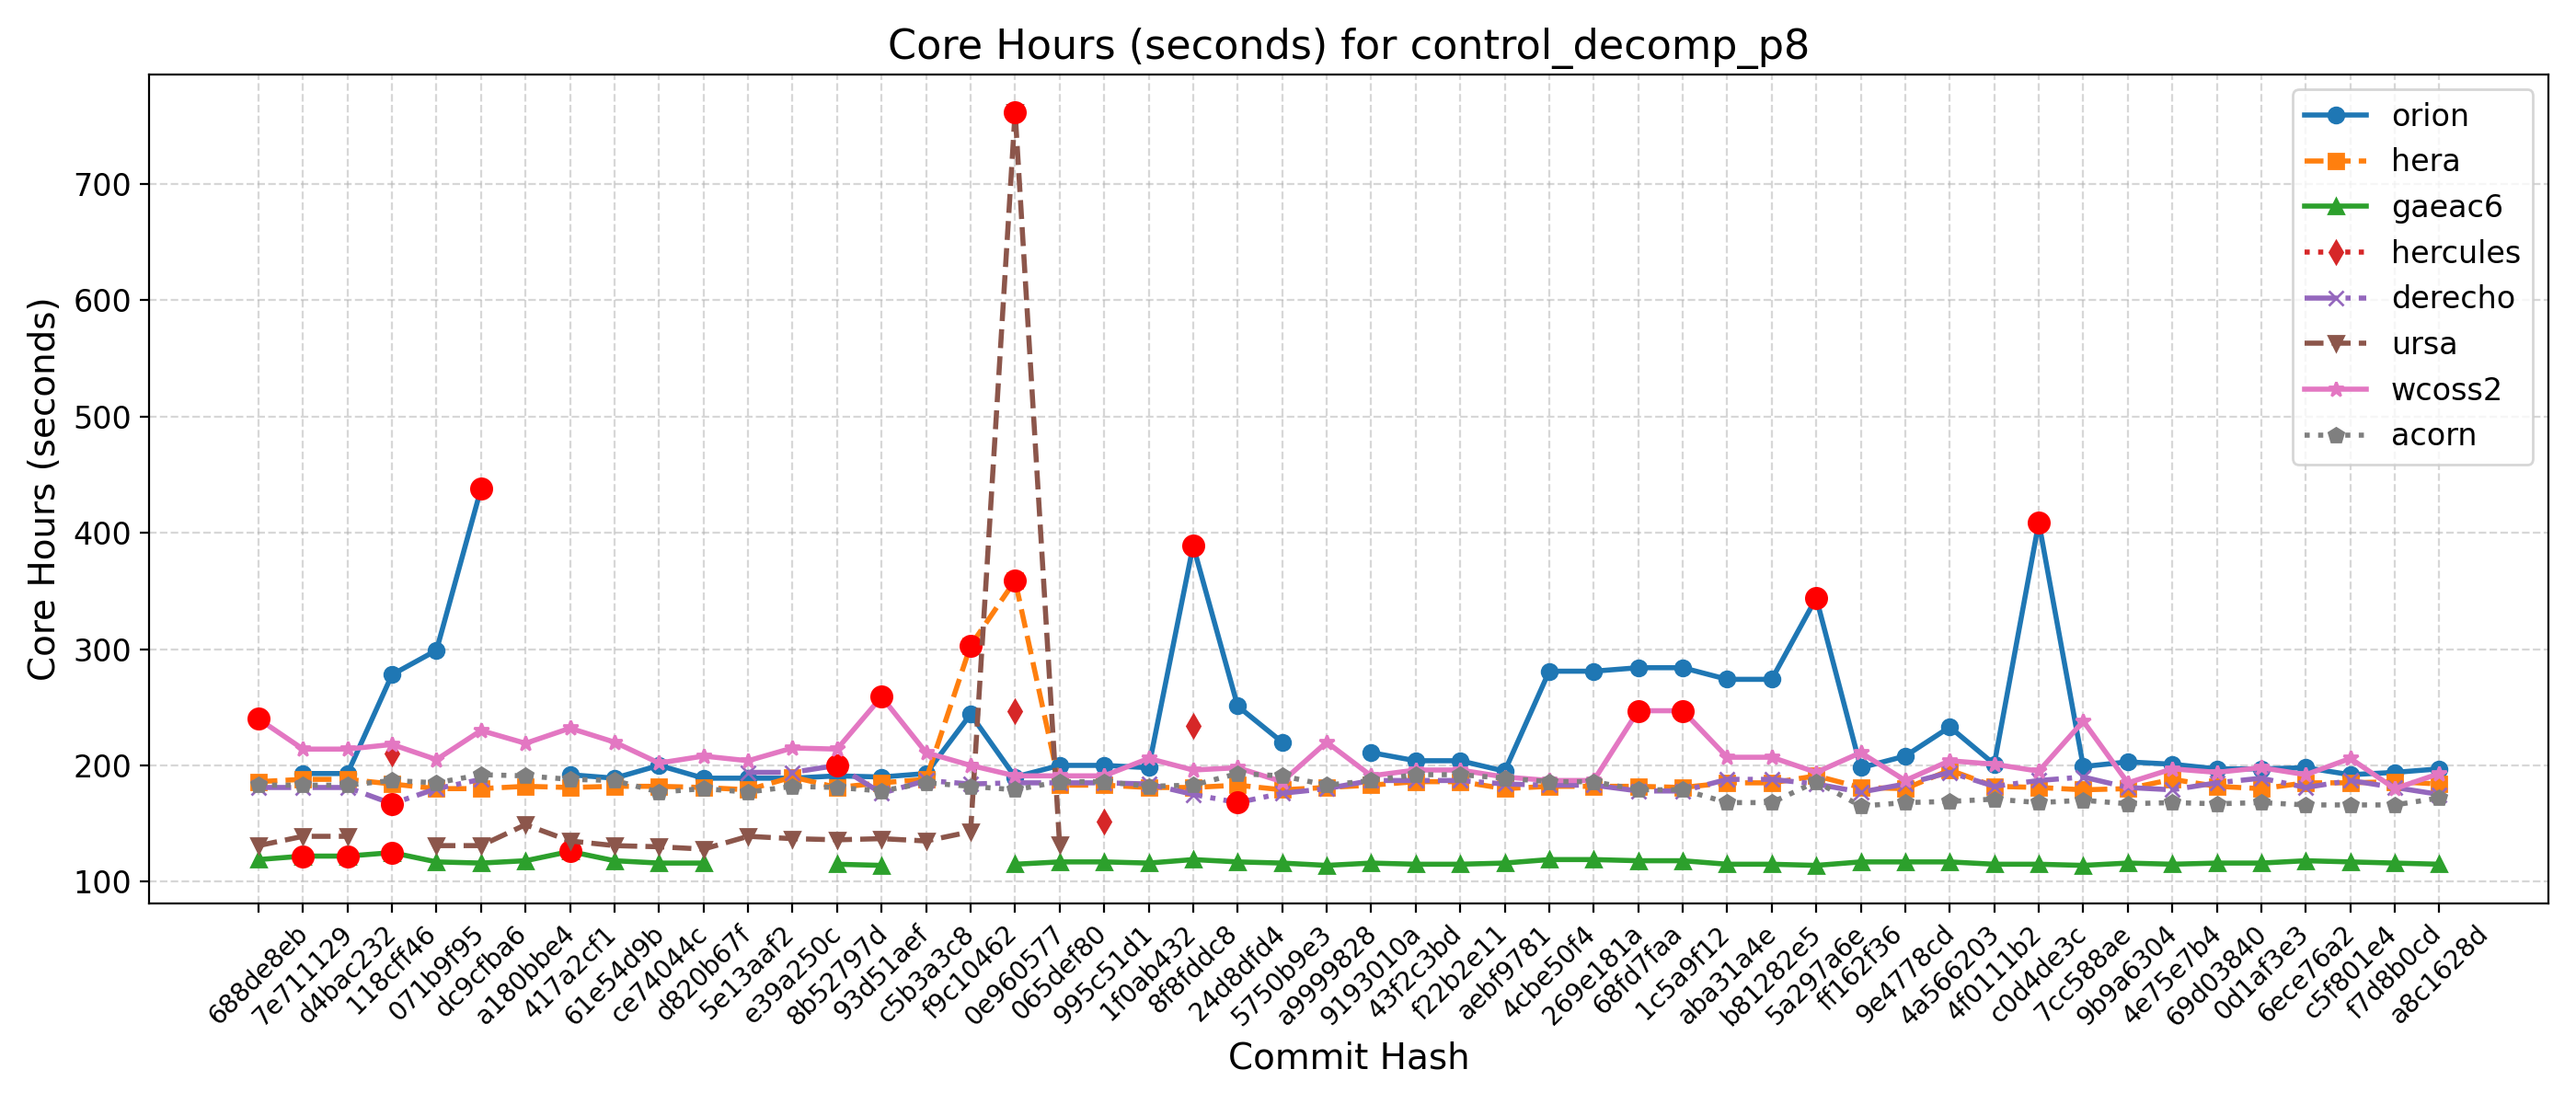 Core Hours (seconds) for control_decomp_p8
Core Hours (seconds)
700
600
500
400
300
200
100
orion
hera
gaeac6
hercules
derecho
ursa
wcoss2
acorn
688de8eb
7e711129
d4bac232
118cff46
071b9f95
dc9cfba6
a180bbe4
417a2cf1
61e54d9b
ce74044c
d820b67f
5e13aaf2
e39a250c
8b52797d
93d51aef
c5b3a3c8
f9c10462
0e960577
065def80
995c51d1
1f0ab432
8f8fddc8
24d8dfd4
5750b9e3
a9999828
9193010a
43f2c3bd
f22b2e11
aebf9781
4cbe50f4
269e181a
68fd7faa
1c5a9f12
aba31a4e
b81282e5
5a297a6e
ff162f36
9e4778cd
4a566203
4f0111b2
c0d4de3c
7cc588ae
9b9a6304
4e75e7b4
69d03840
0d1af3e3
6ece76a2
c5f801e4
f7d8b0cd
a8c1628d
Commit Hash